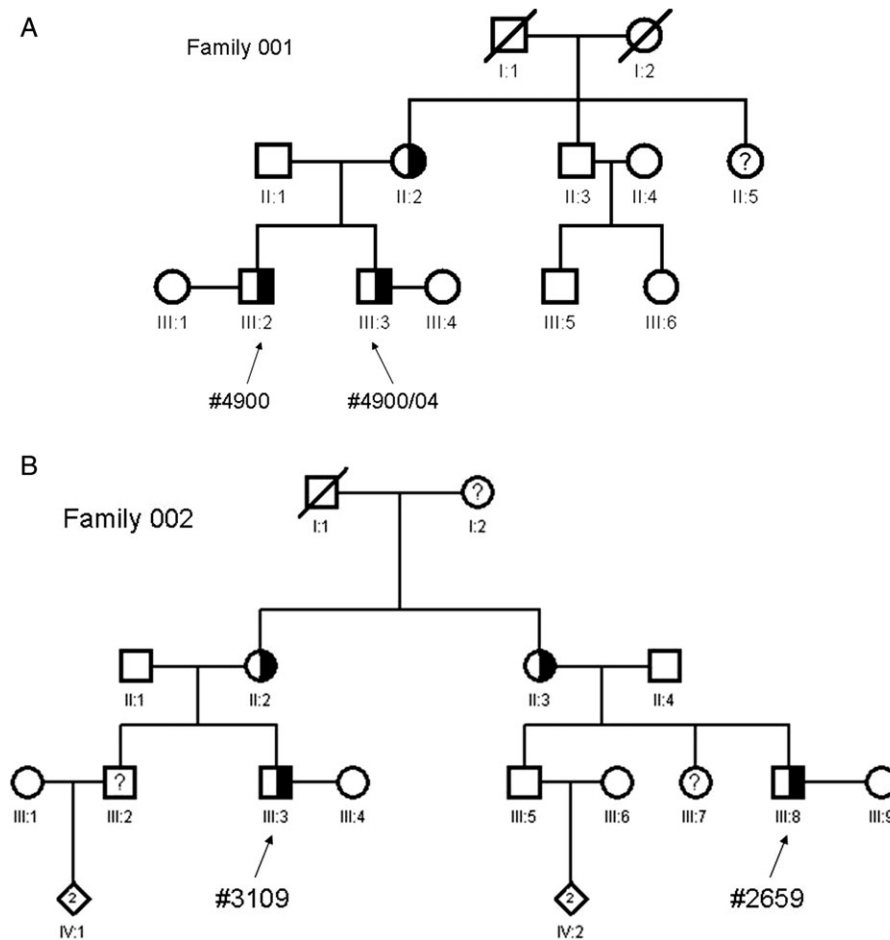 A
Family 001
I:1 I:2
?
II:1 II:2 II:3 II:4 II:5
III:1 III:2 III:3 III:4 III:5 III:6
#4900 #4900/04
B
Family 002
?
I:1 I:2
II:1 II:2 II:3 II:4
? ?
III:1 III:2 III:3 III:4 III:5 III:6 III:7 III:8 III:9
#3109 #2659
2 2
IV:1 IV:2